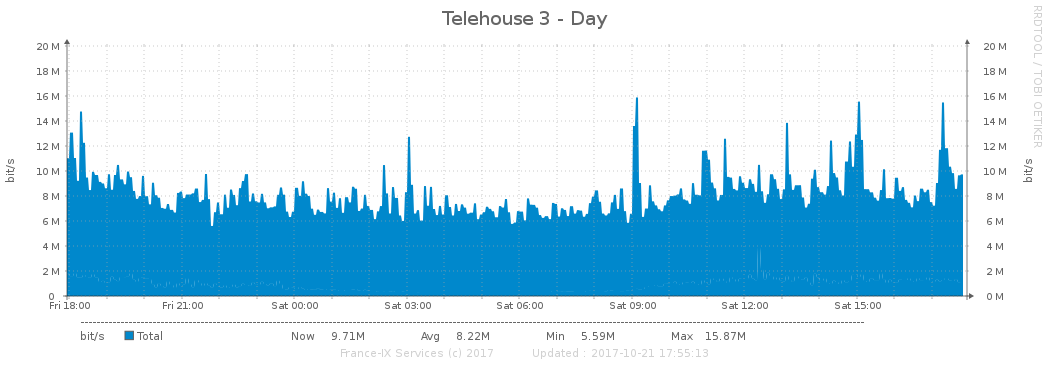 Telehouse 3 - Day
RRDTOOL / TOBI OETIKER
bit/s
20 M 20 M
18 M 18 M
16 M 16 M
14 M 14 M
12 M 12 M
10 M 10 M
8 M 8 M
6 M 6 M
4 M 4 M
2 M 2 M
0 0 M
bit/s
Fri 18:00 Fri 21:00 Sat 00:00 Sat 03:00 Sat 06:00 Sat 09:00 Sat 12:00 Sat 15:00
bit/s Total Now 9.71M Avg 8.22M Min 5.59M Max 15.87M
France-IX Services (c) 2017 Updated : 2017-10-21 17:55:13